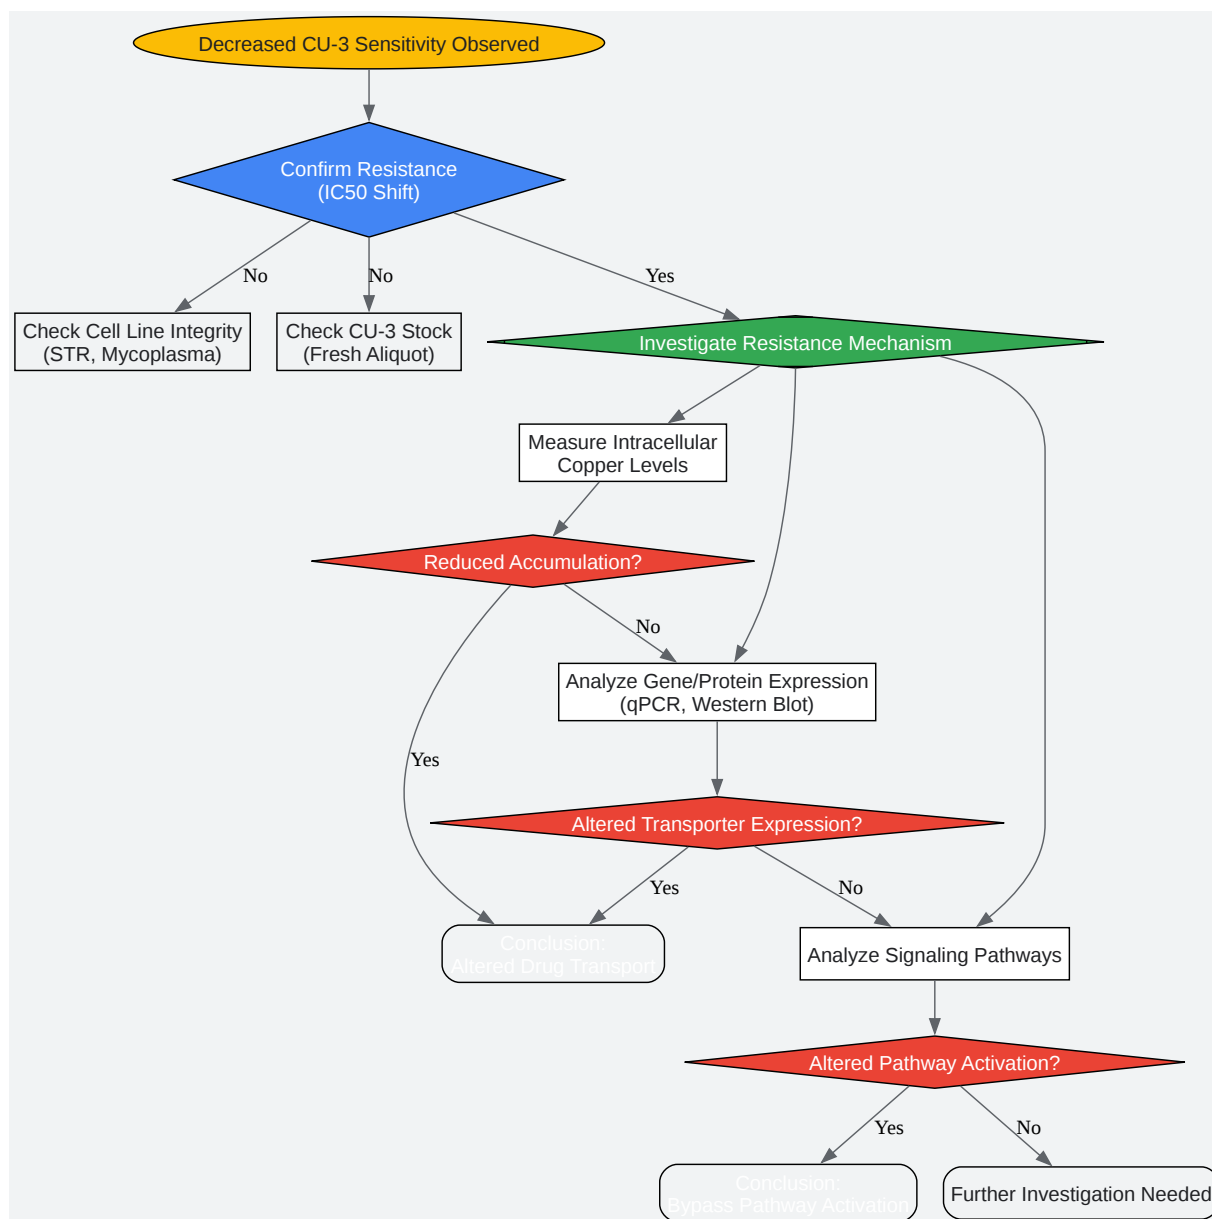 Decreased CU-3 Sensitivity Observed
Confirm Resistance
(IC50 Shift)
No
No
Yes
Check Cell Line Integrity
(STR, Mycoplasma)
Check CU-3 Stock
(Fresh Aliquot)
Investigate Resistance Mechanism
Measure Intracellular
Copper Levels
Reduced Accumulation?
No
Analyze Gene/Protein Expression
(qPCR, Western Blot)
Yes
Altered Transporter Expression?
Yes
No
Conclusion:
Altered Drug Transport
Analyze Signaling Pathways
Altered Pathway Activation?
Yes
No
Conclusion:
Bypass Pathway Activation
Further Investigation Needed